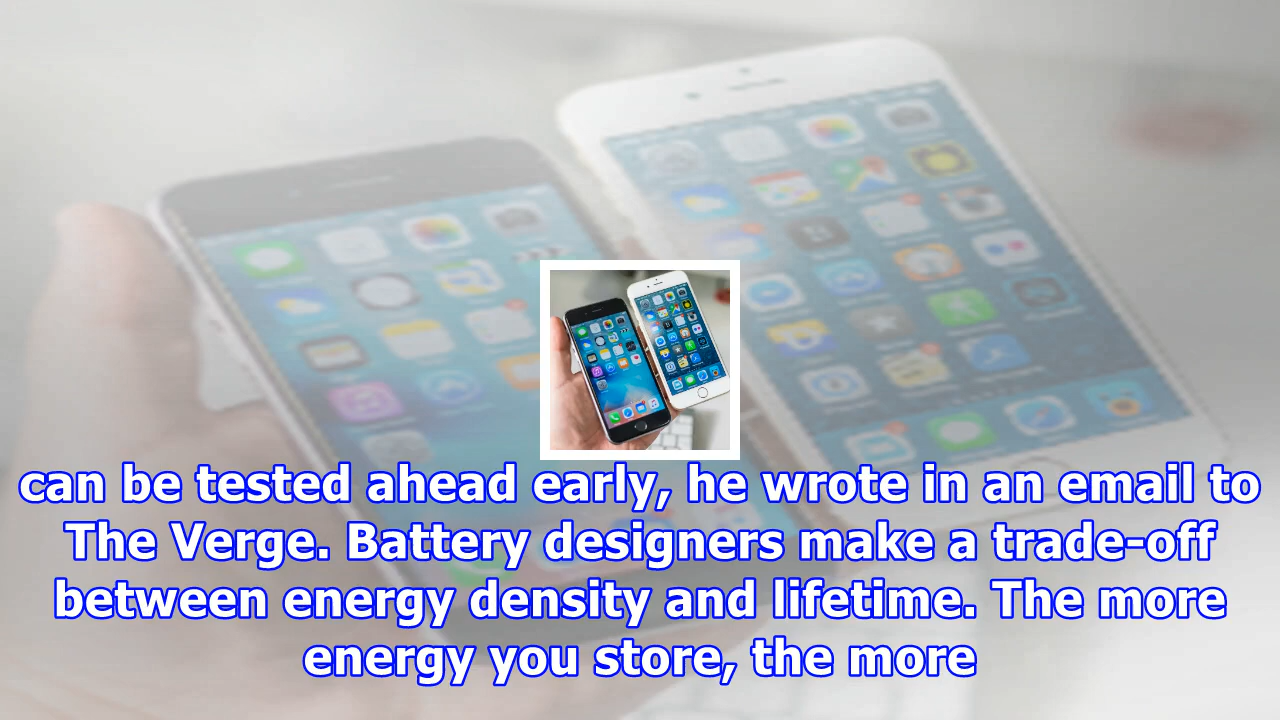 can be tested ahead early, he wrote in an email to
The Verge. Battery designers make a trade-off
between energy density and lifetime. The more
energy you store, the more